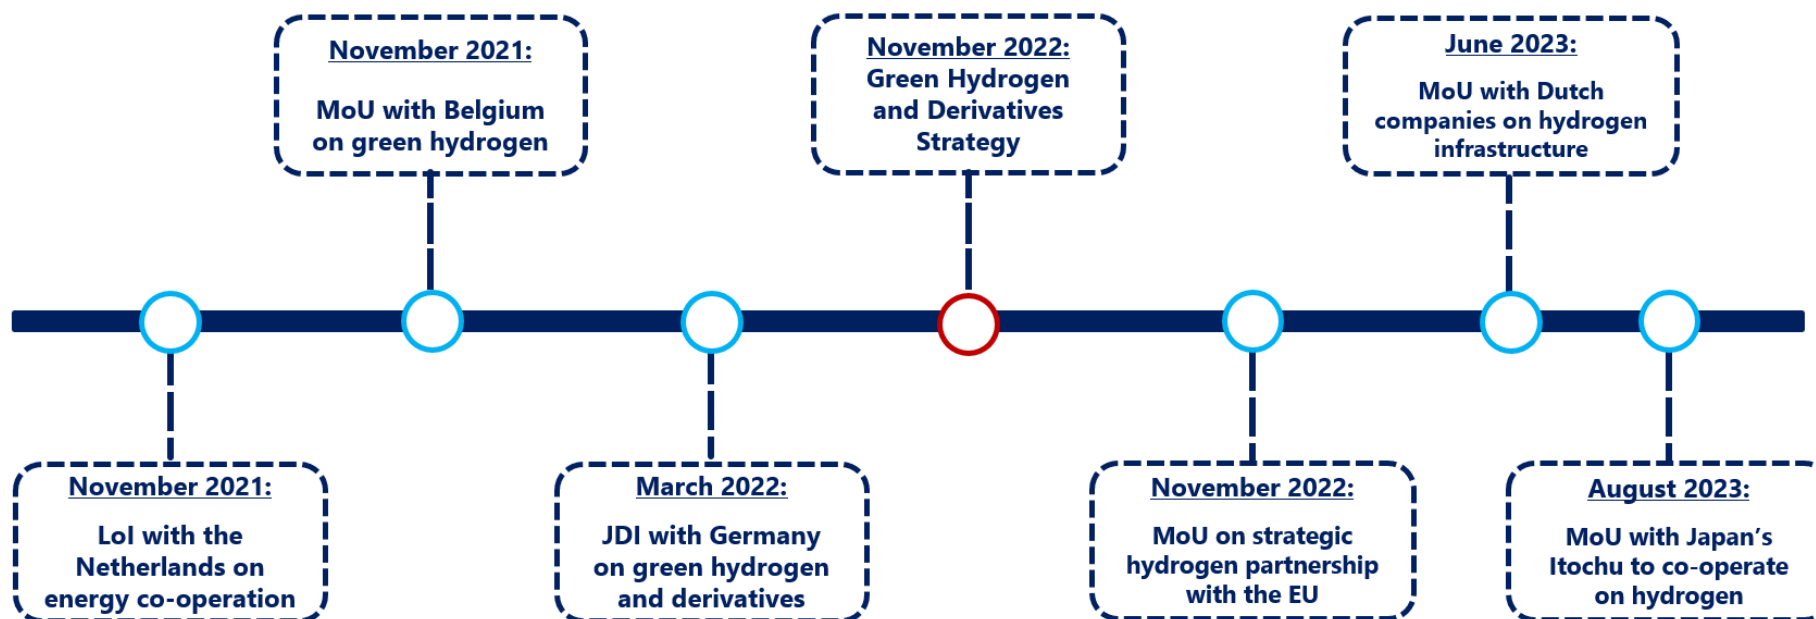 November 2021:
MoU with Belgium
on green hydrogen
November 2022:
Green Hydrogen
and Derivatives
Strategy
June 2023:
MoU with Dutch
companies on hydrogen
infrastructure
November 2021:
LoI with the
Netherlands on
energy co-operation
March 2022:
JDI with Germany
on green hydrogen
and derivatives
November 2022:
MoU on strategic
hydrogen partnership
with the EU
August 2023:
MoU with Japan’s
Itochu to co-operate
on hydrogen